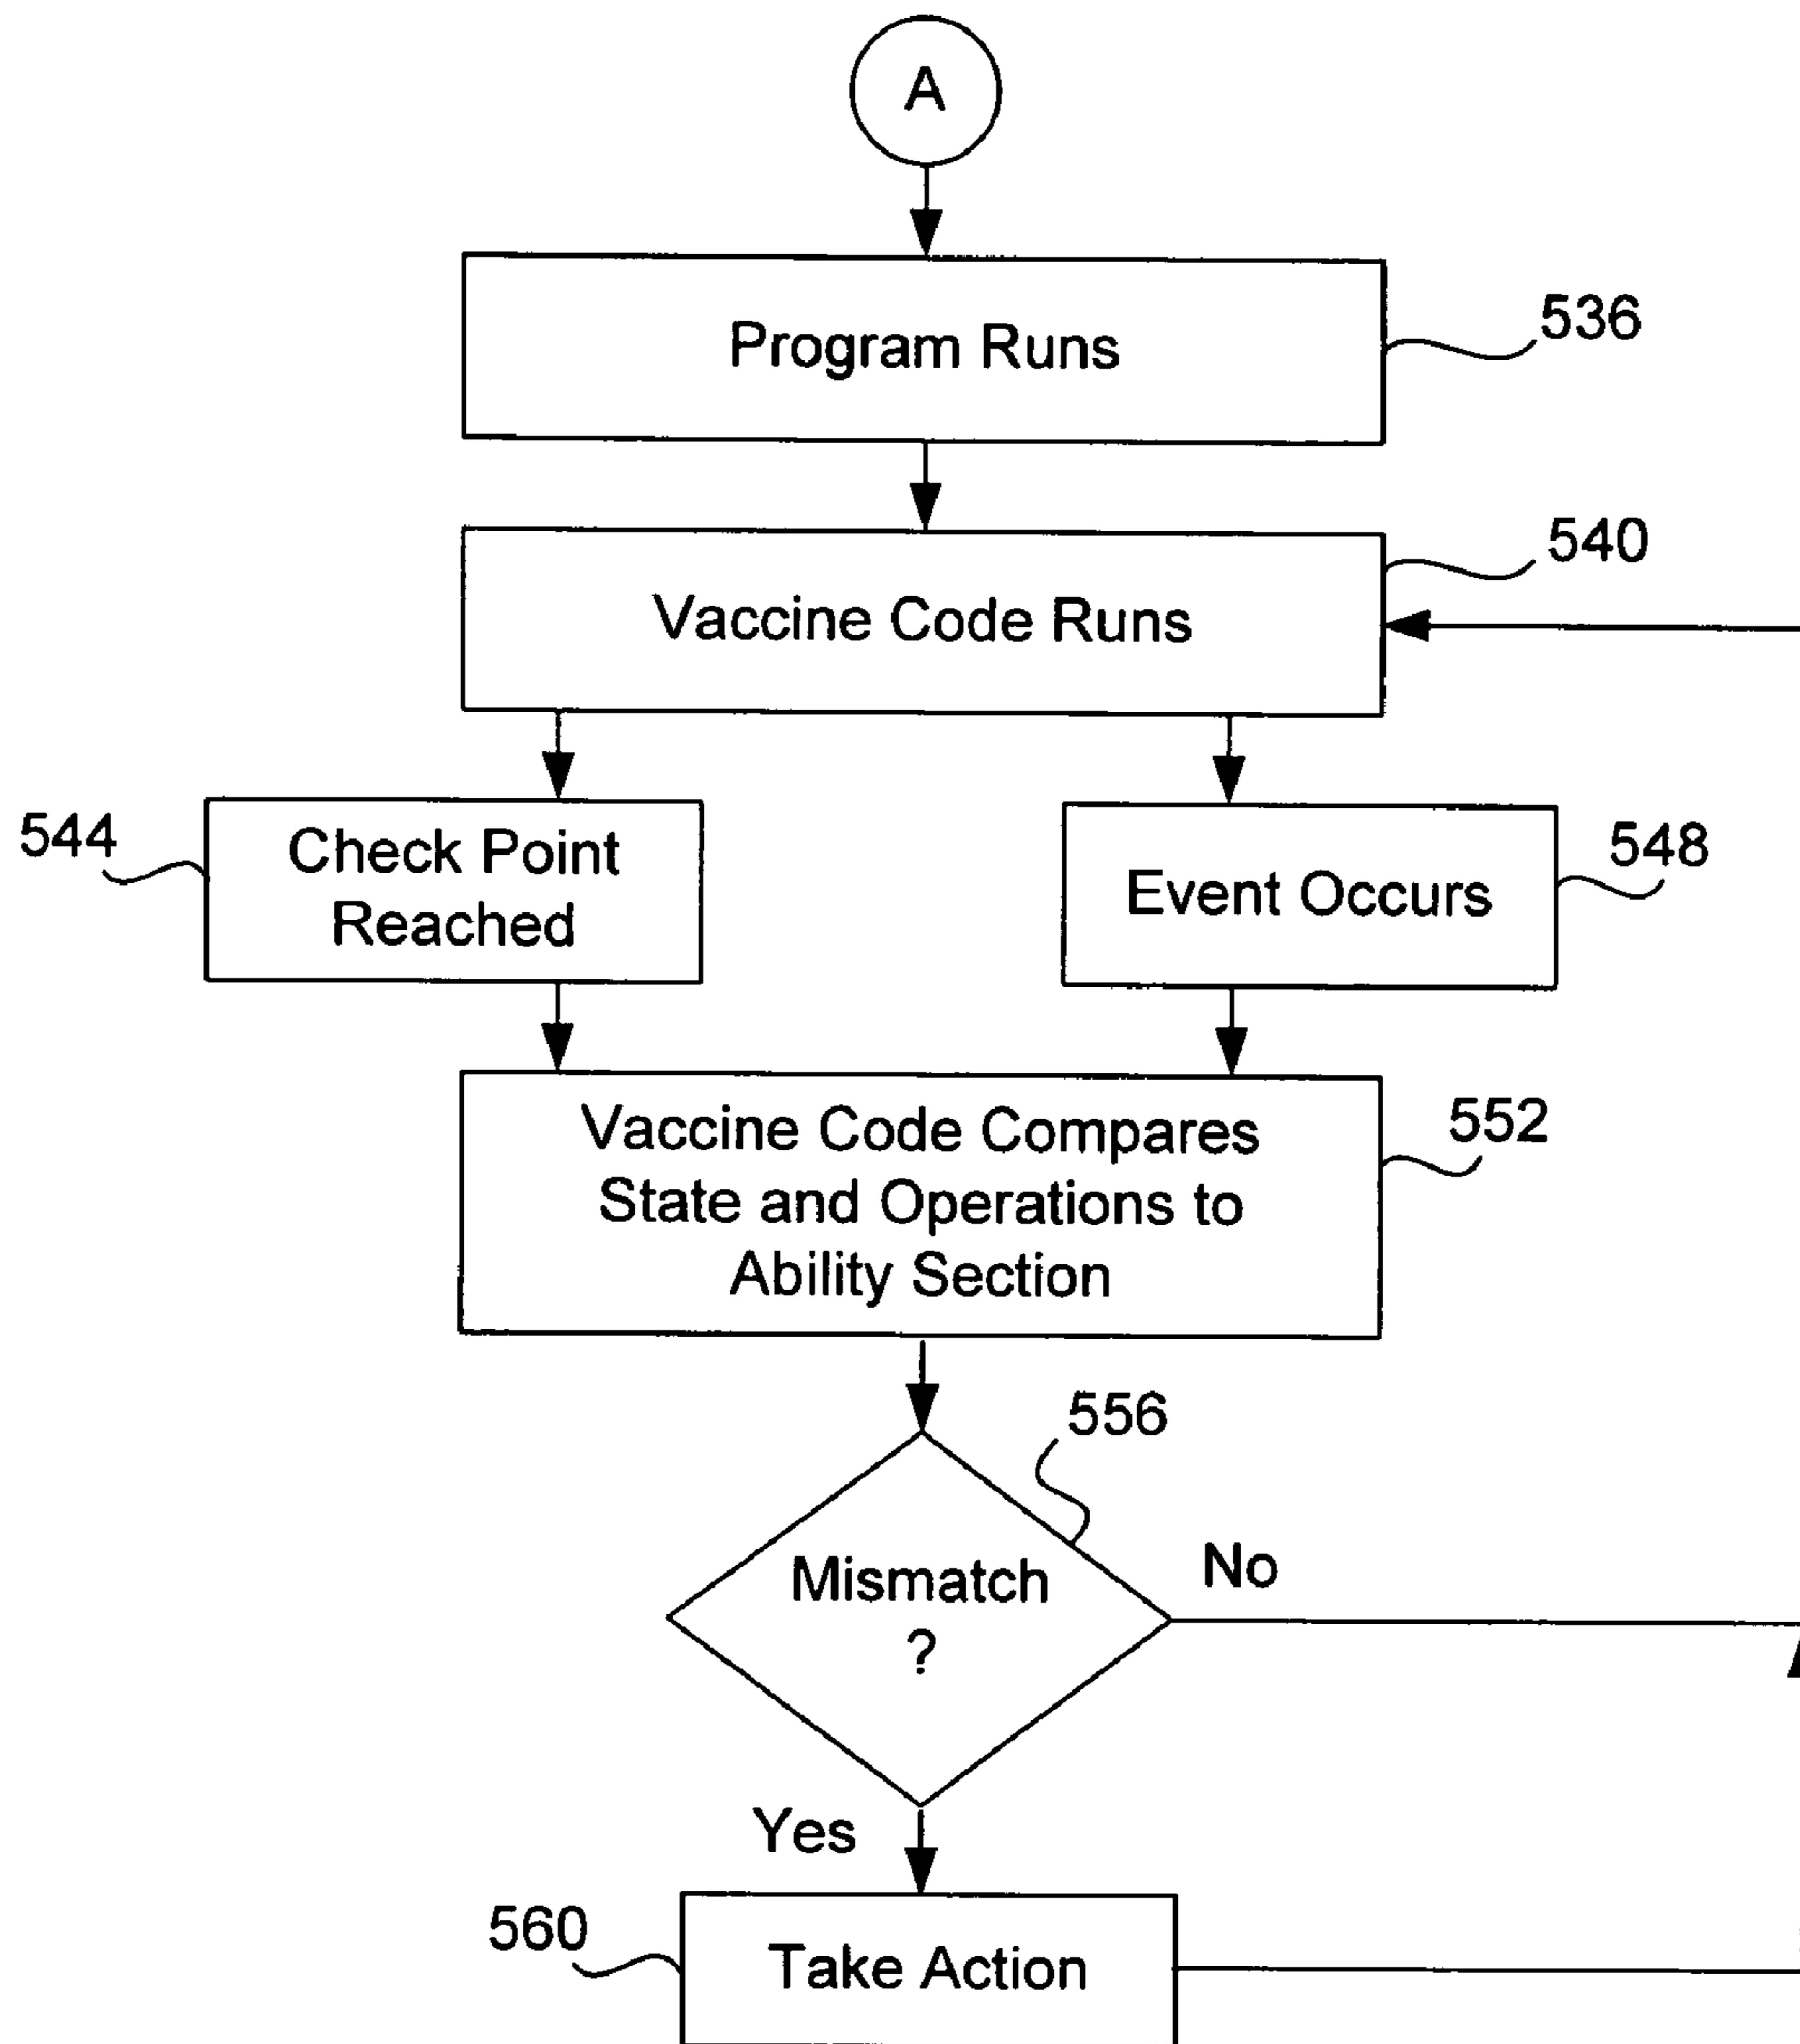 A
Program Runs
536
Vaccine Code Runs
540
544
Check Point
Reached
Event Occurs
548
Vaccine Code Compares
State and Operations to
Ability Section
552
556
Mismatch
?
No
Yes
560
Take Action